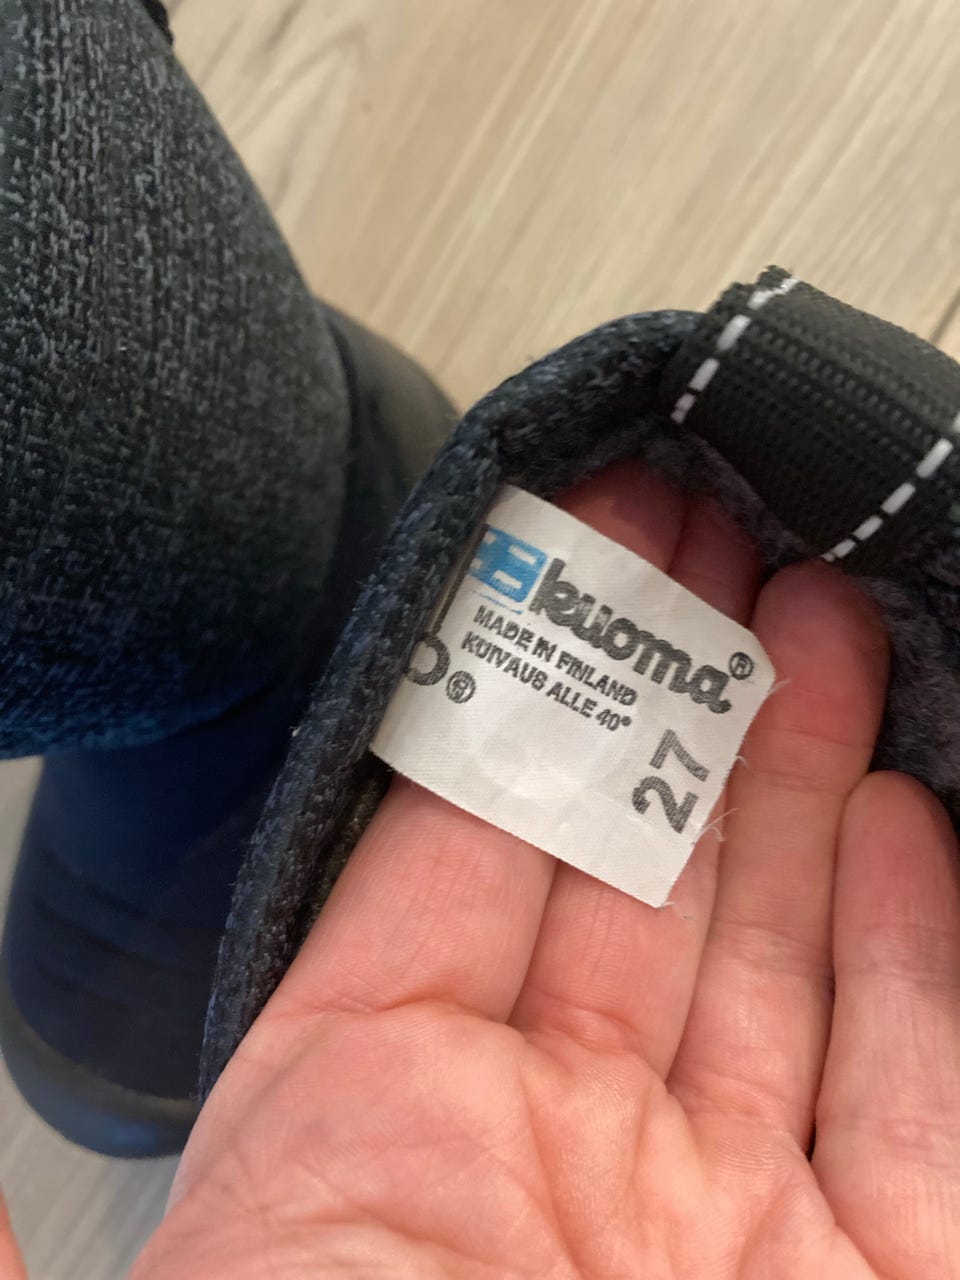 kuoma®
MADE IN FINLAND
KUIVAUS ALLE 40°
27